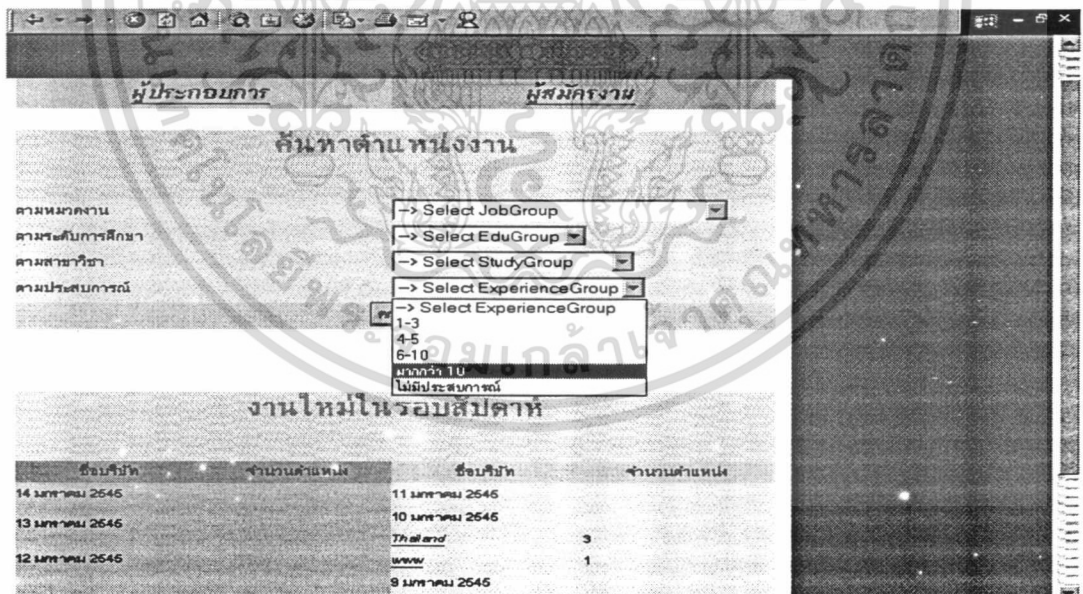 ผู้ประกอบการ ผู้สมัครงาน
ค้นหาตำแหน่งงาน
ตามหมวดงาน --> Select JobGroup
ตามระดับการศึกษา --> Select EduGroup
ตามสาขาวิชา --> Select StudyGroup
ตามประสบการณ์ --> Select ExperienceGroup
--> Select ExperienceGroup
1-3
4-5
6-10
มากกว่า 10
ไม่มีประสบการณ์
งานใหม่ในรอบสัปดาห์
ชื่อบริษัท จำนวนตำแหน่ง ชื่อบริษัท จำนวนตำแหน่ง
14 มกราคม 2545 11 มกราคม 2545
13 มกราคม 2545 10 มกราคม 2545
Thailand 3
12 มกราคม 2545 www 1
9 มกราคม 2545